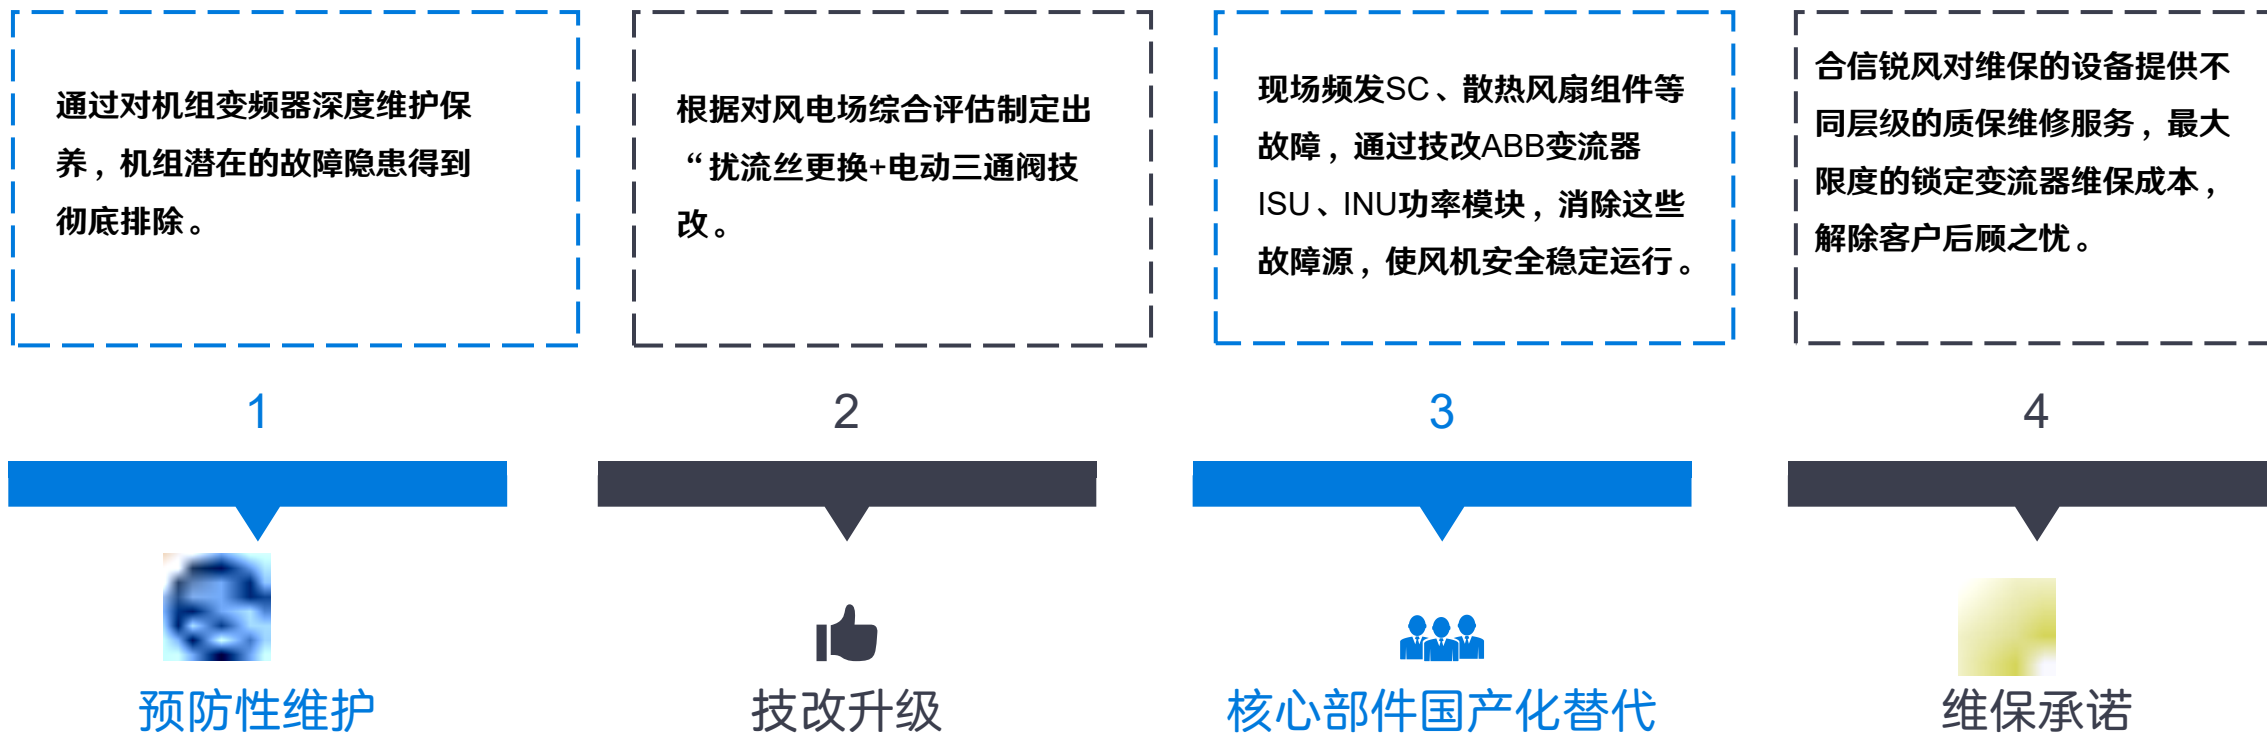 通过对机组变频器深度维护保
养，机组潜在的故障隐患得到
彻底排除。
根据对风电场综合评估制定出
“扰流丝更换+电动三通阀技
改。
现场频发SC、散热风扇组件等
故障，通过技改ABB变流器
ISU、INU功率模块，消除这些
故障源，使风机安全稳定运行。
合信锐风对维保的设备提供不
同层级的质保维修服务，最大
限度的锁定变流器维保成本，
解除客户后顾之忧。
1
2
3
4
预防性维护
技改升级
核心部件国产化替代
维保承诺